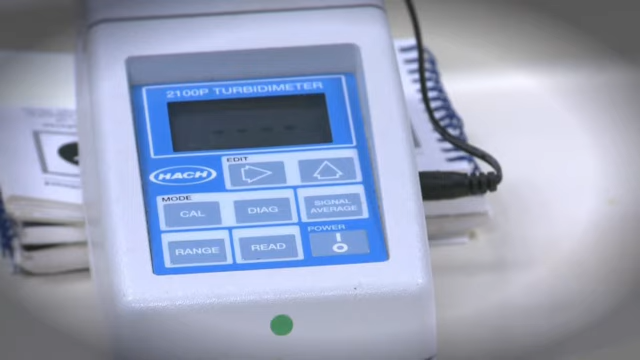 2100P TURBIDIMETER
HACH
EDIT
MODE
CAL
DIAG
SIGNAL
AVERAGE
RANGE
READ
POWER